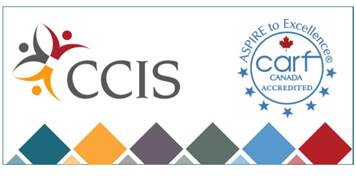 CCIS
ASPIRE to Excellence®
carf
CANADA
ACCREDITED